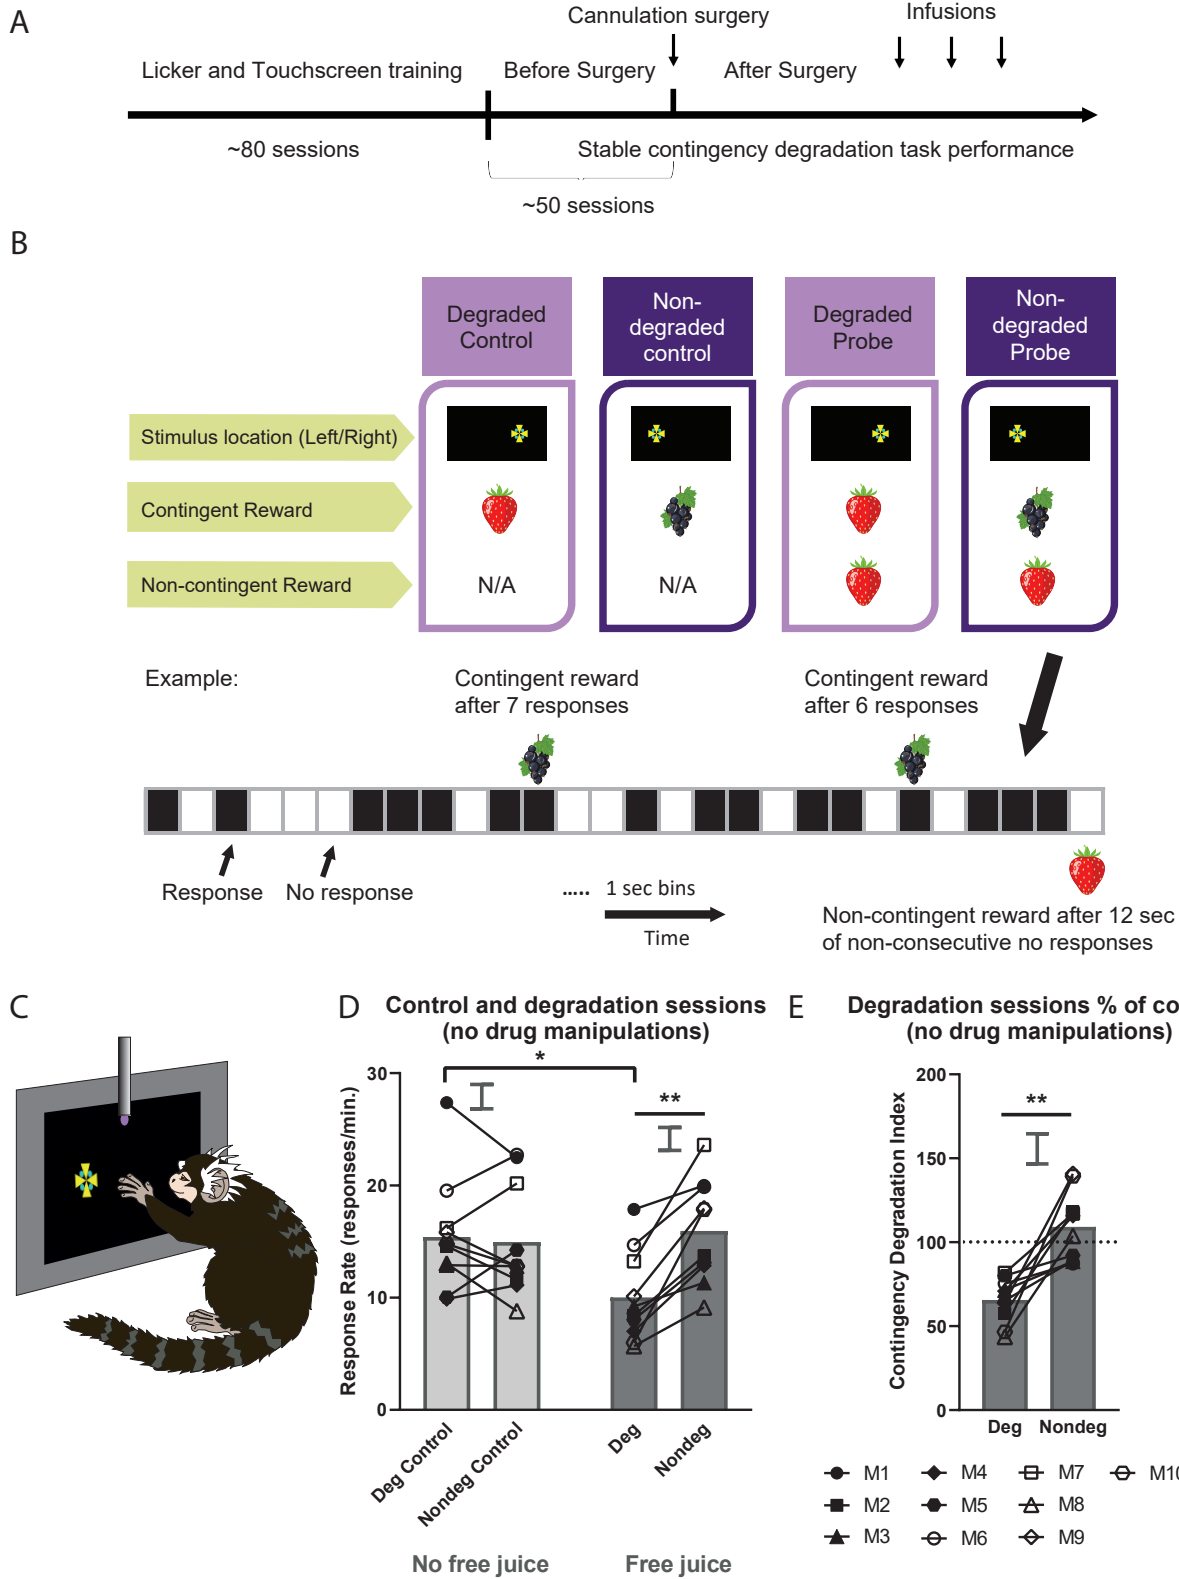 A
Cannulation surgery
Infusions
Licker and Touchscreen training
Before Surgery
After Surgery
~80 sessions
Stable contingency degradation task performance
~50 sessions
B
Degraded
Control
Non-
degraded
control
Degraded
Probe
Non-
degraded
Probe
Stimulus location (Left/Right)
Contingent Reward
Non-contingent Reward
N/A
N/A
Example:
Contingent reward
after 7 responses
Contingent reward
after 6 responses
Response
No response
..... 1 sec bins
Time
Non-contingent reward after 12 sec
of non-consecutive no responses
C
D
Control and degradation sessions
(no drug manipulations)
*
**
Response Rate (responses/min.)
30
20
10
0
Deg Control
Nondeg Control
Deg
Nondeg
No free juice
Free juice
E
Degradation sessions % of co
(no drug manipulations)
**
Contingency Degradation Index
200
150
100
50
0
Deg
Nondeg
M1
M4
M7
M10
M2
M5
M8
M3
M6
M9